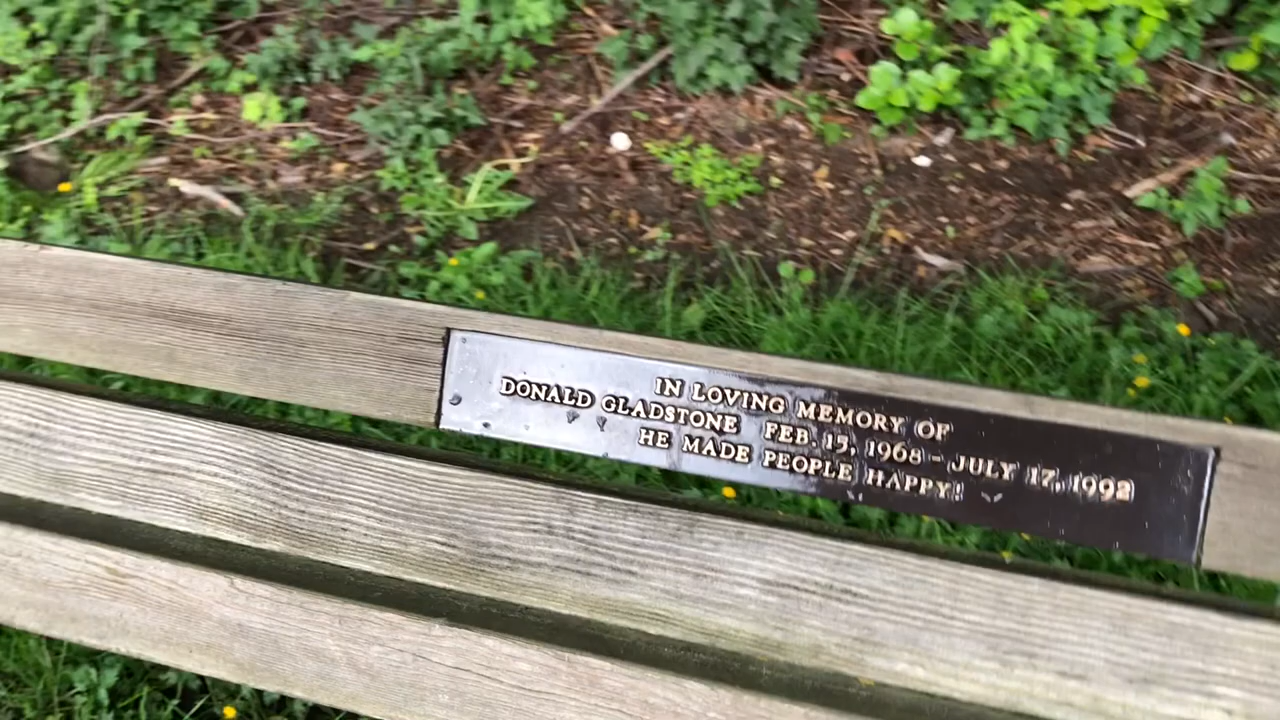 IN LOVING MEMORY OF
DONALD GLADSTONE FEB. 15, 1968 - JULY 17, 1992
HE MADE PEOPLE HAPPY!